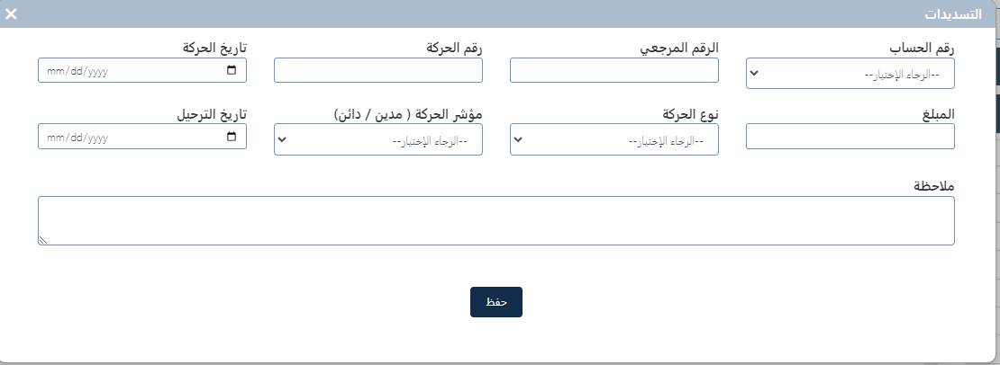 التسديدات ×
رقم الحساب الرقم المرجعي رقم الحركة تاريخ الحركة
--الرجاء الإختيار-- mm/dd/yyyy
المبلغ نوع الحركة مؤشر الحركة ( مدين / دائن) تاريخ الترحيل
--الرجاء الإختيار-- --الرجاء الإختيار-- mm/dd/yyyy
ملاحظة
حفظ